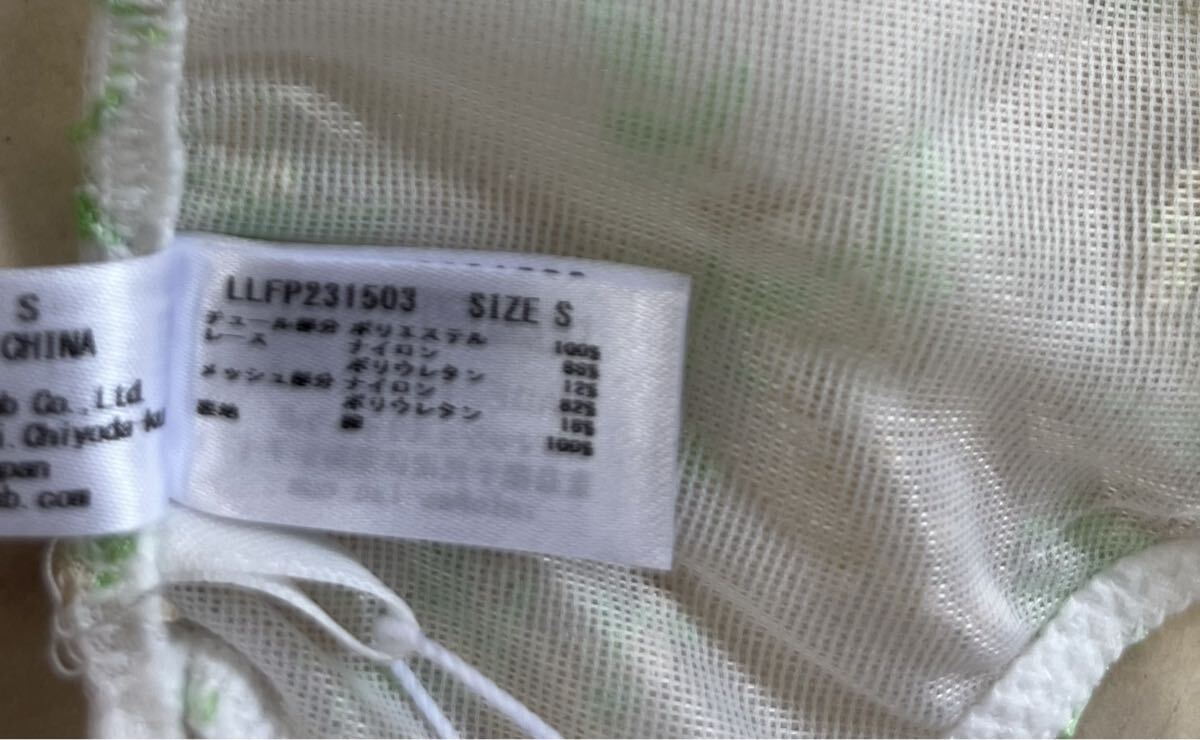 S
CHINA
Co.,Ltd.
Chiyoda-ku
pan
b.com
LLFP231503 SIZE S
チュール部分 ポリエステル 100%
レース ナイロン
ポリウレタン 12%
メッシュ部分 ナイロン 82%
ポリウレタン 18%
綿 100%